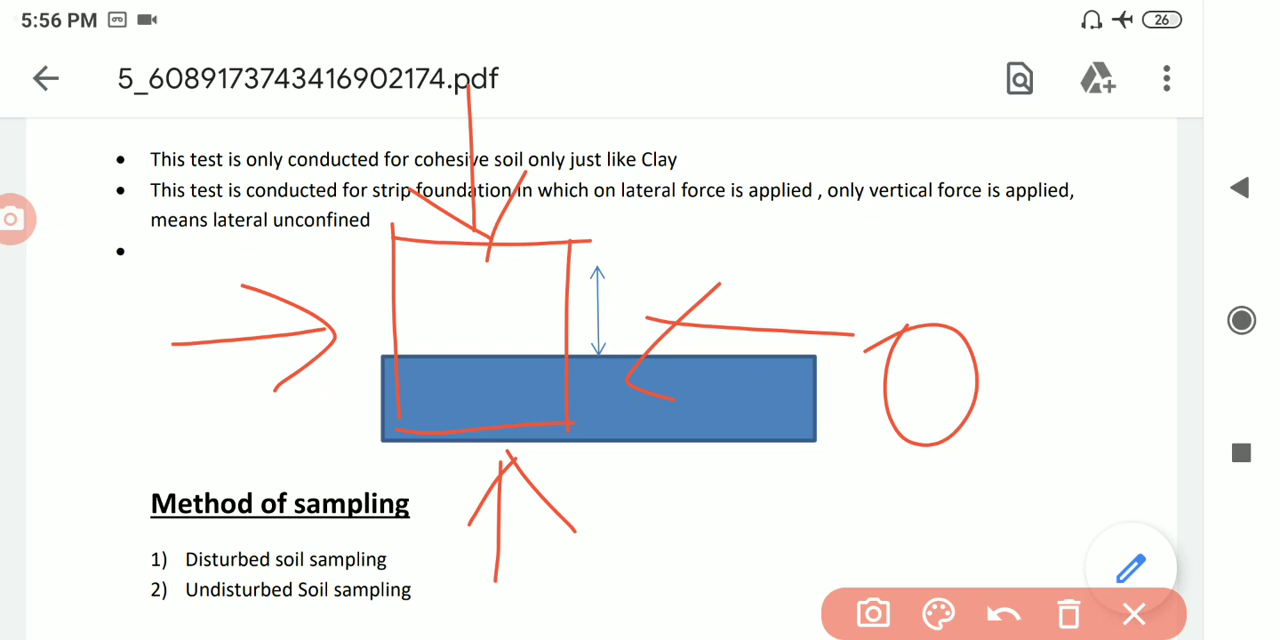 5:56 PM
26
5_6089173743416902174.pdf
• This test is only conducted for cohesive soil only just like Clay
• This test is conducted for strip foundation in which on lateral force is applied , only vertical force is applied,
means lateral unconfined
•
0
Method of sampling
1) Disturbed soil sampling
2) Undisturbed Soil sampling